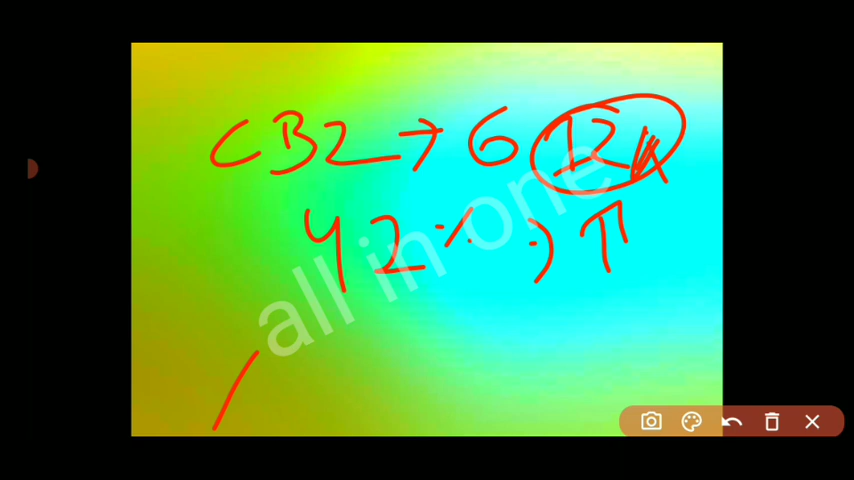 CB2 → 6 12
42 % ; π
all in one